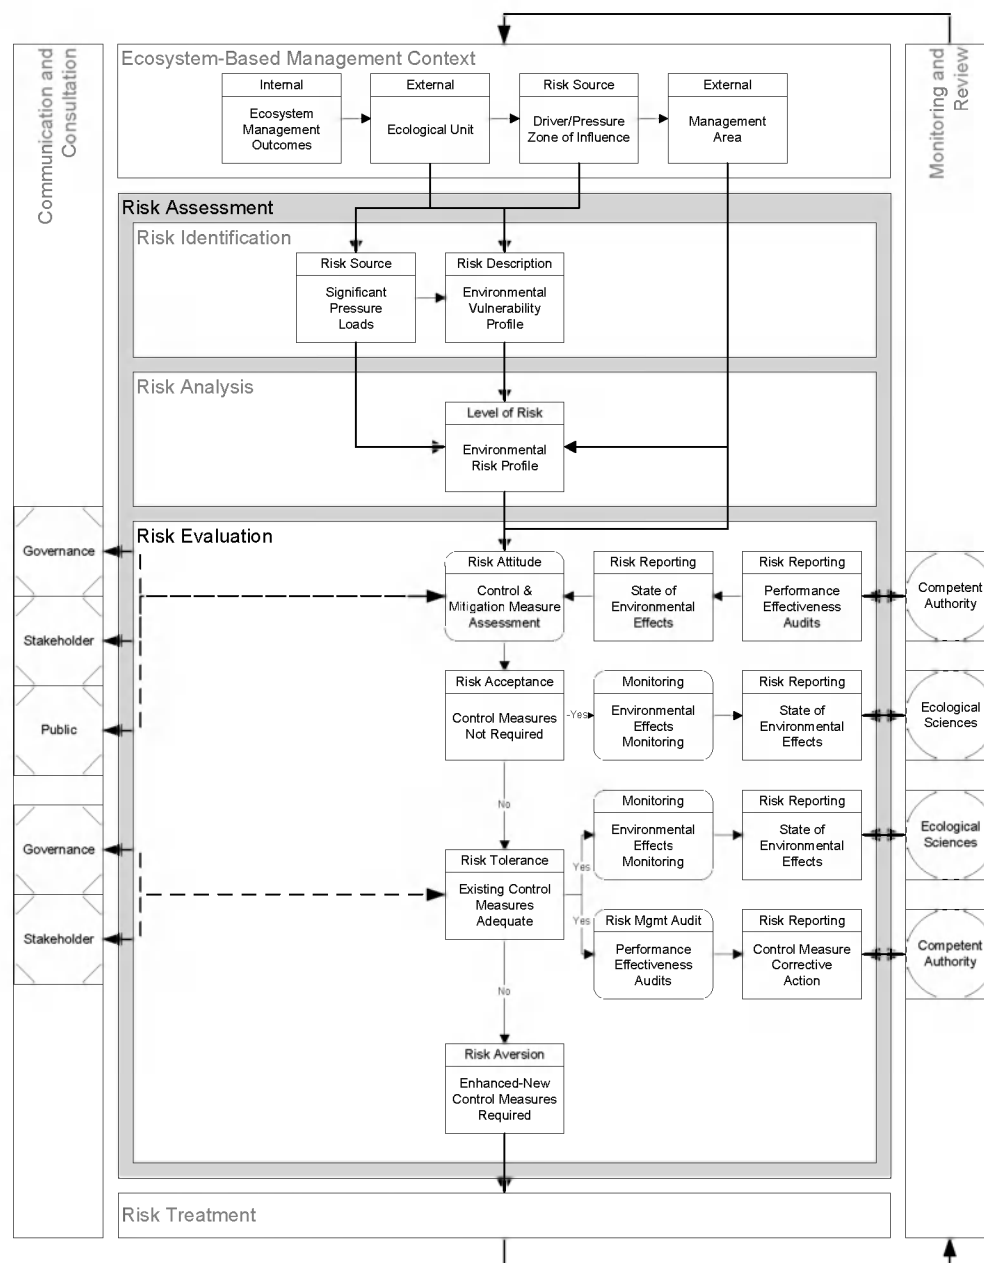 Communication and
Consultation
Ecosystem-Based Management Context
Internal
Ecosystem
Management
Outcomes
External
Ecological Unit
Risk Source
Driver/Pressure
Zone of Influence
External
Management
Area
Monitoring and
Review
Risk Assessment
Risk Identification
Risk Source
Significant
Pressure
Loads
Risk Description
Environmental
Vulnerability
Profile
Risk Analysis
Level of Risk
Environmental
Risk Profile
Risk Evaluation
Governance
Stakeholder
Public
Risk Attitude
Control &
Mitigation Measure
Assessment
Risk Reporting
State of
Environmental
Effects
Risk Reporting
Performance
Effectiveness
Audits
Competent
Authority
Risk Acceptance
Control Measures
Not Required
Yes
Monitoring
Environmental
Effects
Monitoring
Risk Reporting
State of
Environmental
Effects
Ecological
Sciences
No
Governance
Stakeholder
Risk Tolerance
Existing Control
Measures
Adequate
Yes
Monitoring
Environmental
Effects
Monitoring
Risk Reporting
State of
Environmental
Effects
Ecological
Sciences
Yes
Risk Mgmt Audit
Performance
Effectiveness
Audits
Risk Reporting
Control Measure
Corrective
Action
Competent
Authority
No
Risk Aversion
Enhanced-New
Control Measures
Required
Risk Treatment